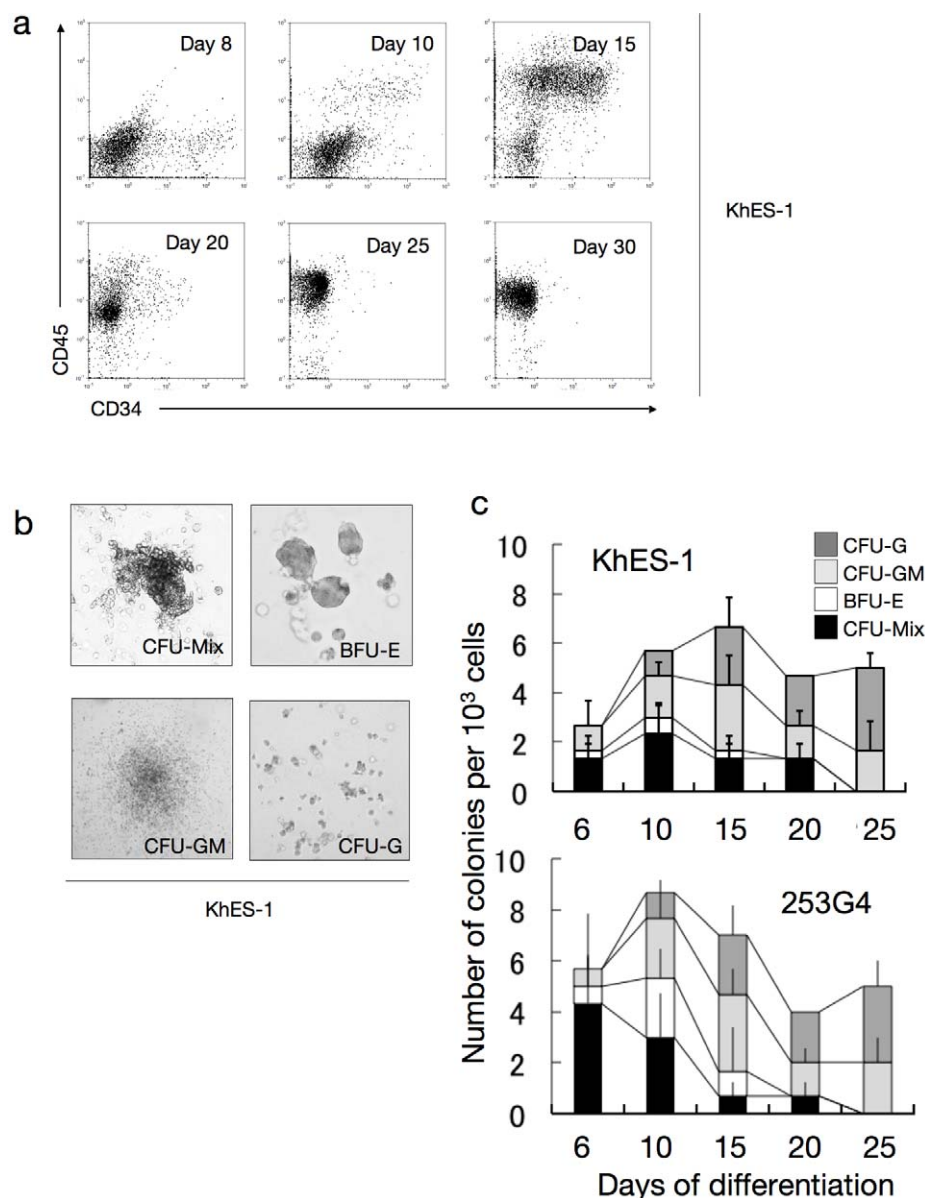 a
Day 8
Day 10
Day 15
Day 20
Day 25
Day 30
CD45
CD34
KhES-1
b
CFU-Mix
BFU-E
CFU-GM
CFU-G
KhES-1
c
Number of colonies per 10³ cells
10
8
6
4
2
0
KhES-1
CFU-G
CFU-GM
BFU-E
CFU-Mix
6 10 15 20 25
10
8
6
4
2
0
253G4
6 10 15 20 25
Days of differentiation